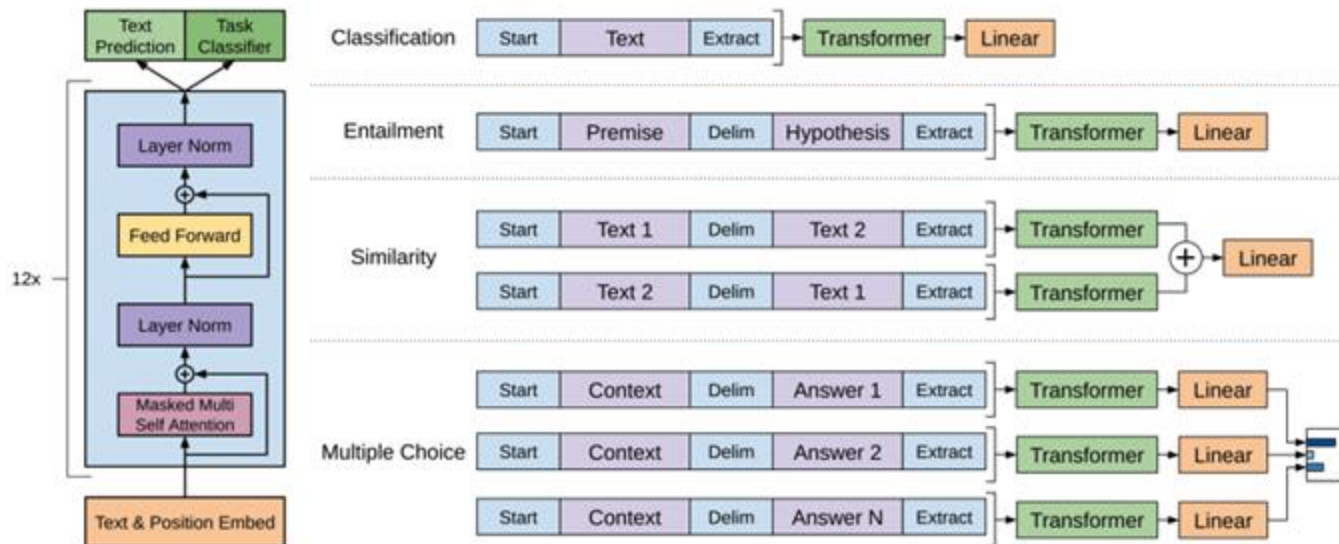 Text
Prediction
Task
Classifier
12x
Layer Norm
Feed Forward
Layer Norm
Masked Multi
Self Attention
Text & Position Embed
Classification
Start Text Extract Transformer Linear
Entailment
Start Premise Delim Hypothesis Extract Transformer Linear
Similarity
Start Text 1 Delim Text 2 Extract Transformer
Start Text 2 Delim Text 1 Extract Transformer
Linear
Multiple Choice
Start Context Delim Answer 1 Extract Transformer Linear
Start Context Delim Answer 2 Extract Transformer Linear
Start Context Delim Answer N Extract Transformer Linear